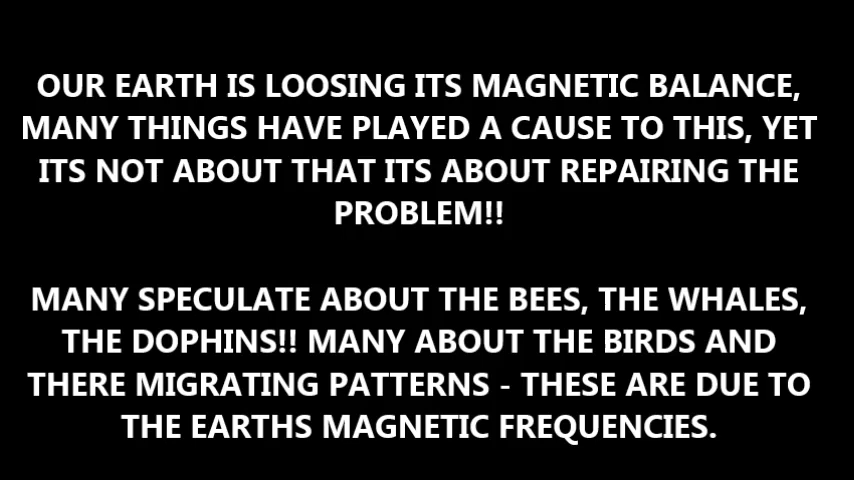 OUR EARTH IS LOOSING ITS MAGNETIC BALANCE,
MANY THINGS HAVE PLAYED A CAUSE TO THIS, YET
ITS NOT ABOUT THAT ITS ABOUT REPAIRING THE
PROBLEM!!
MANY SPECULATE ABOUT THE BEES, THE WHALES,
THE DOPHINS!! MANY ABOUT THE BIRDS AND
THERE MIGRATING PATTERNS - THESE ARE DUE TO
THE EARTHS MAGNETIC FREQUENCIES.